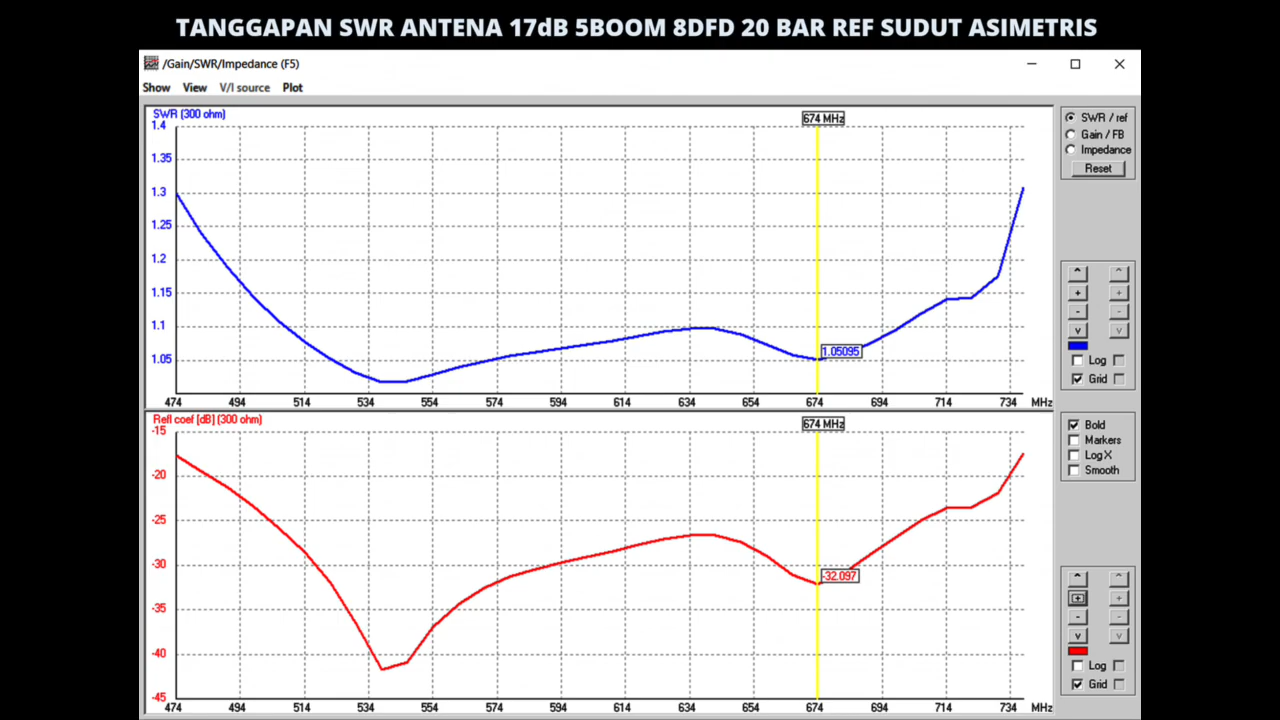 TANGGAPAN SWR ANTENA 17dB 5BOOM 8DFD 20 BAR REF SUDUT ASIMETRIS
/Gain/SWR/Impedance (F5)
Show View V/I source Plot
SWR (300 ohm)
674 MHz
1.4
1.35
1.3
1.25
1.2
1.15
1.1
1.05
1.05095
474 494 514 534 554 574 594 614 634 654 674 694 714 734 MHz
Refl coef [dB] (300 ohm)
674 MHz
-15
-20
-25
-30
-35
-40
-45
-32.097
474 494 514 534 554 574 594 614 634 654 674 694 714 734 MHz
SWR / ref
Gain / FB
Impedance
Reset
^ ^
+ +
- -
v v
Log
Grid
Bold
Markers
Log X
Smooth
^ ^
+ +
- -
v v
Log
Grid